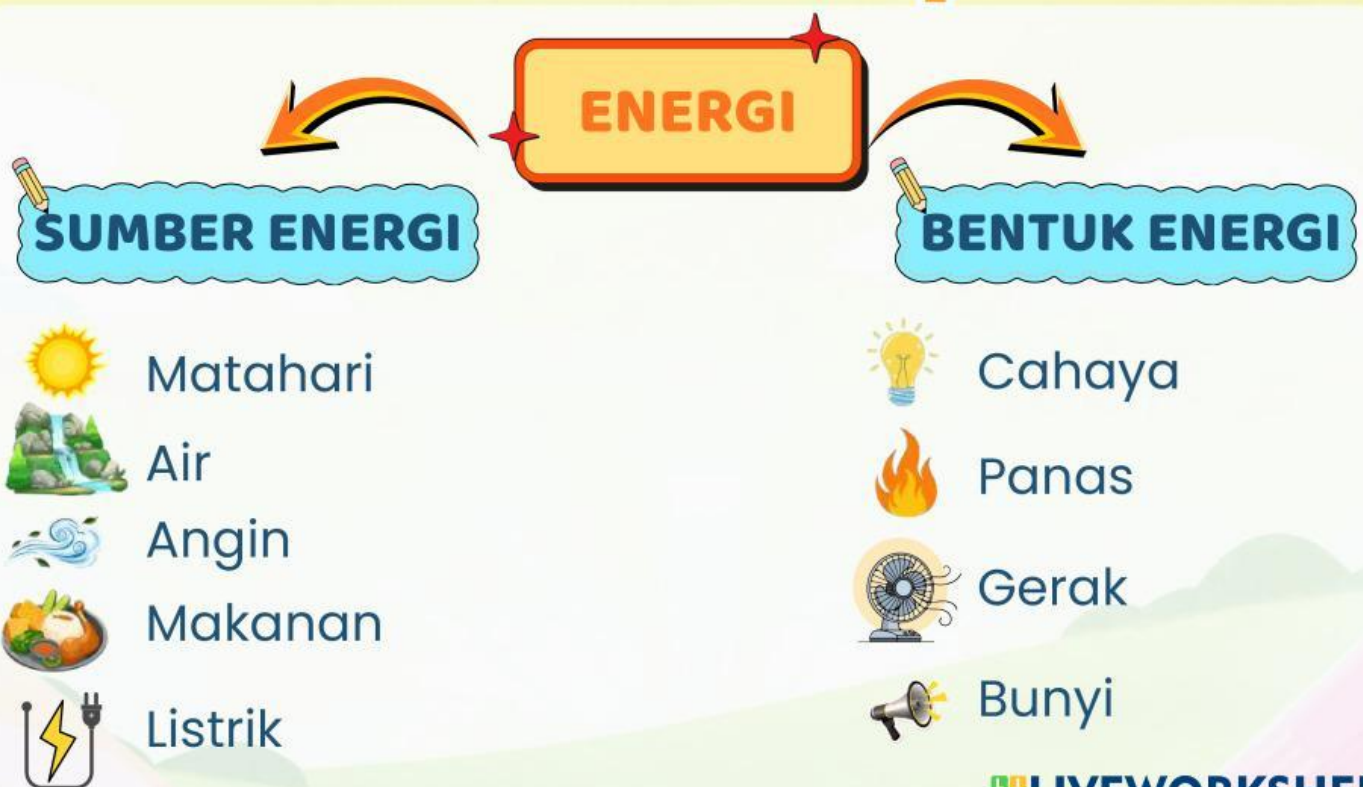 ENERGI
SUMBER ENERGI
Matahari
Air
Angin
Makanan
Listrik
BENTUK ENERGI
Cahaya
Panas
Gerak
Bunyi